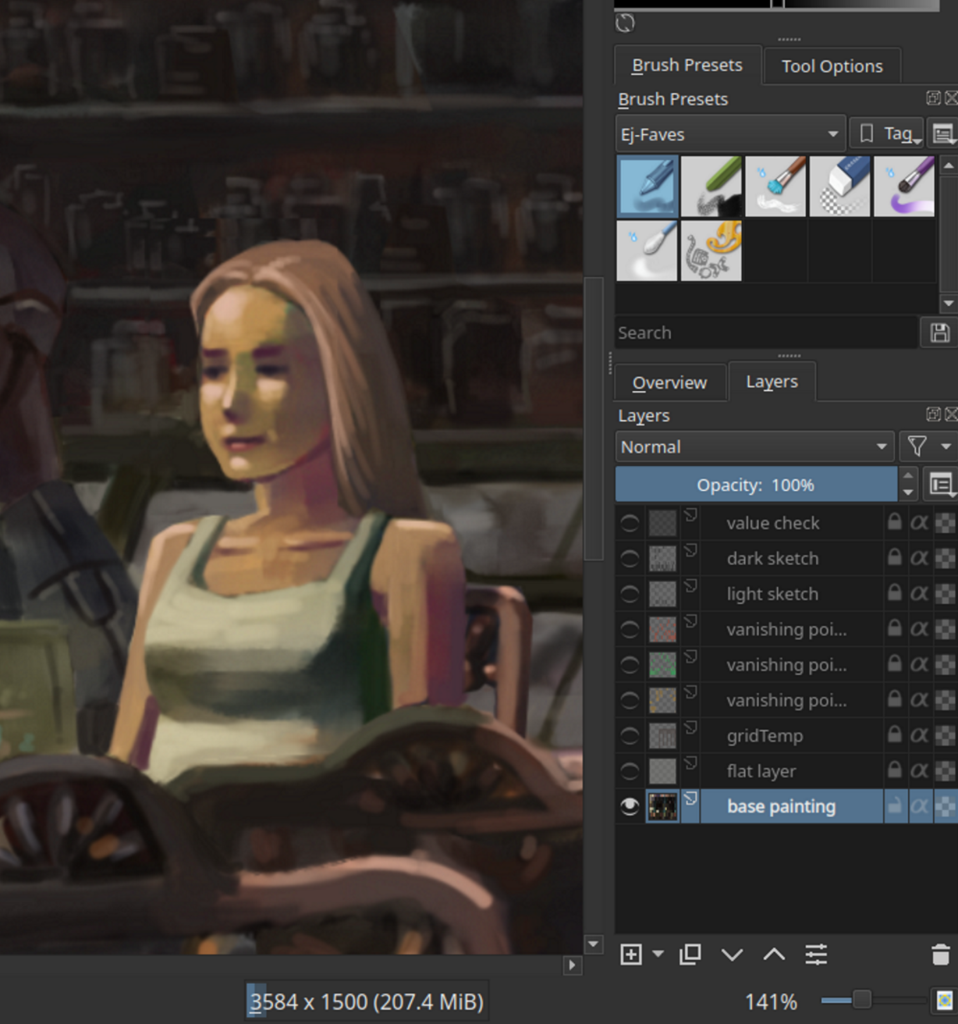 Brush Presets
Tool Options
Brush Presets
Ej-Faves
Tag
Search
Overview
Layers
Layers
Normal
Opacity: 100%
value check
α
dark sketch
α
light sketch
α
vanishing poi...
α
vanishing poi...
α
vanishing poi...
α
gridTemp
α
flat layer
α
base painting
α
3584 x 1500 (207.4 MiB)
141%